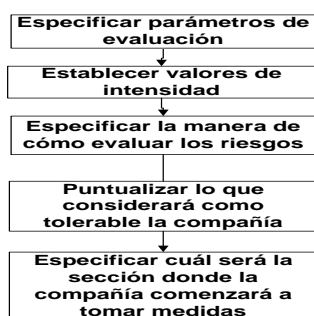 Especificar parámetros de
evaluación
Establecer valores de
intensidad
Especificar la manera de
cómo evaluar los riesgos
Puntualizar lo que
considerará como
tolerable la compañía
Especificar cuál será la
sección donde la
compañía comenzará a
tomar medidas